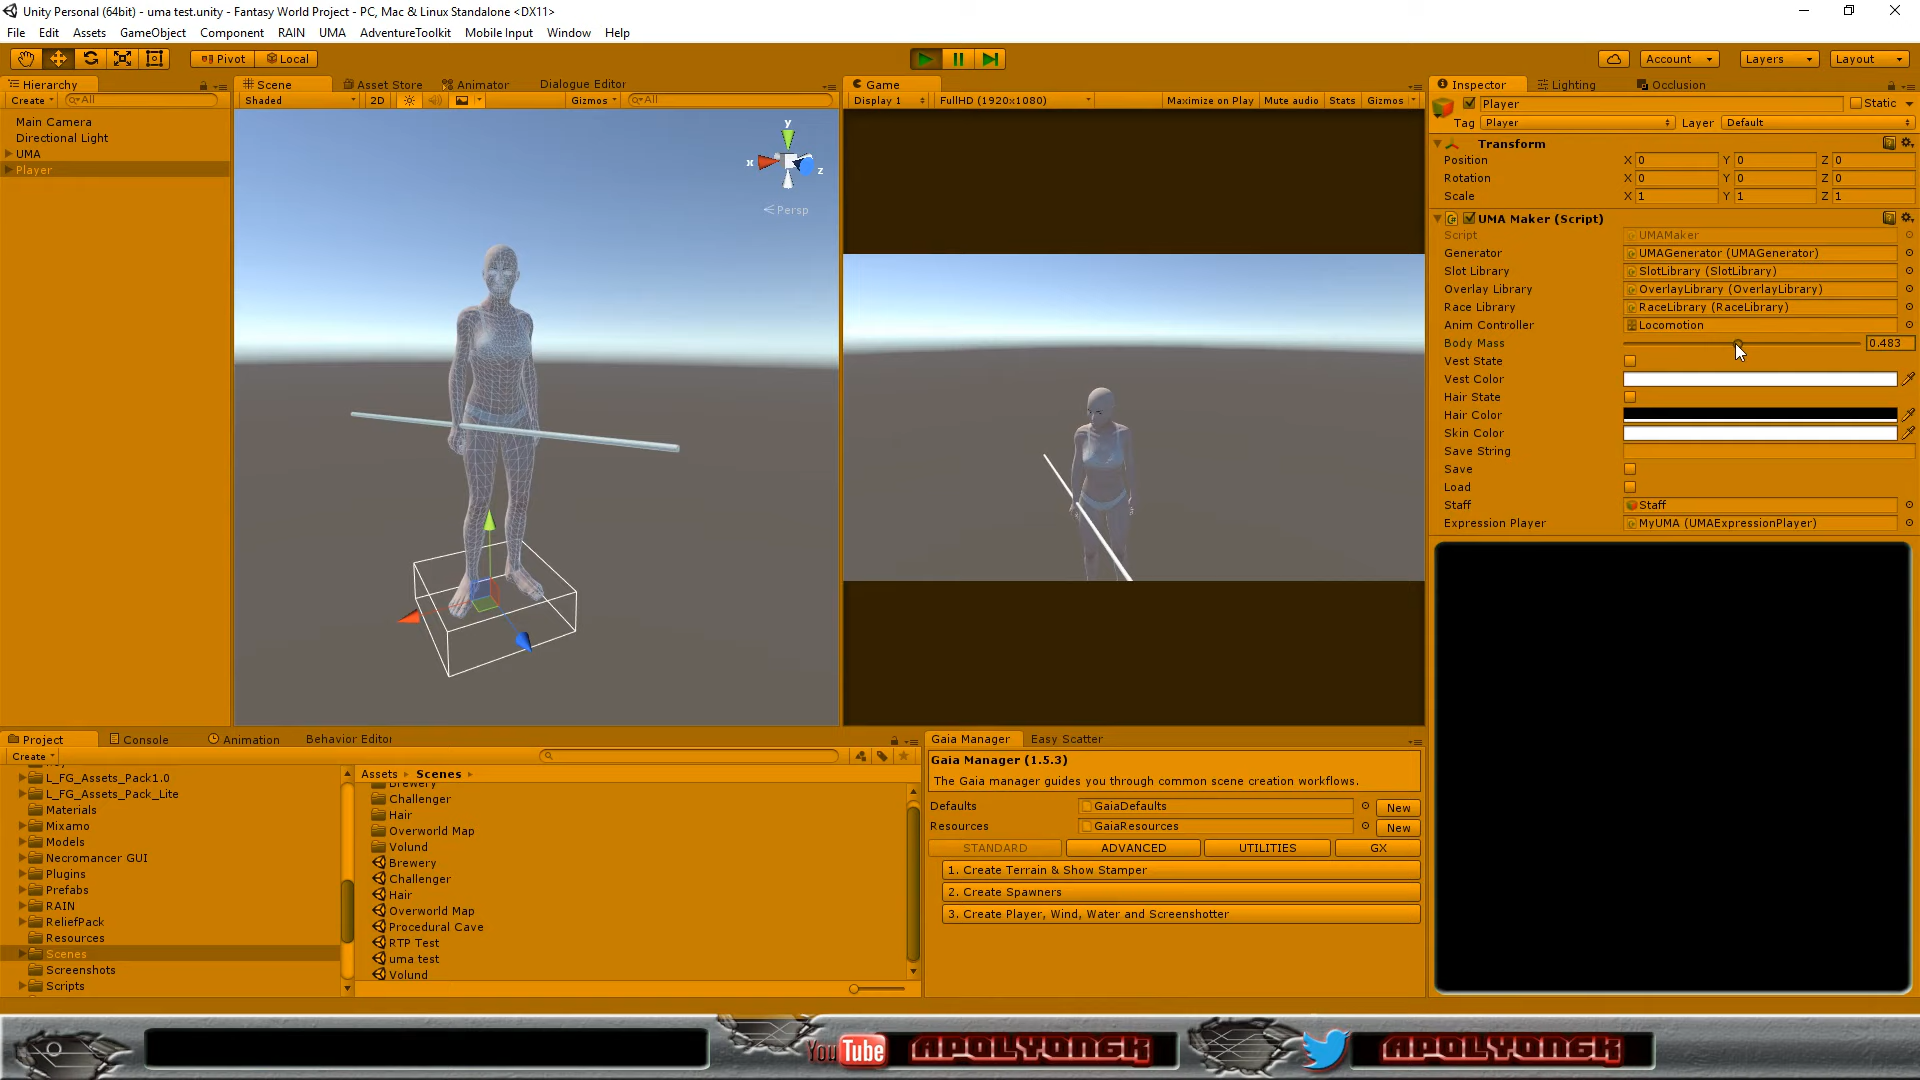 Unity Personal (64bit) - uma test.unity - Fantasy World Project - PC, Mac & Linux Standalone <DX11>
File Edit Assets GameObject Component RAIN UMA AdventureToolkit Mobile Input Window Help
Pivot Local Account Layers Layout
Hierarchy
Create All
Main Camera
Directional Light
UMA
Player
Scene Asset Store Animator Dialogue Editor
Shaded 2D Gizmos All
y
x
z
Persp
Game
Display 1 FullHD (1920x1080) Maximize on Play Mute audio Stats Gizmos
Inspector Lighting Occlusion
Player Static
Tag Player Layer Default
Transform
Position X 0 Y 0 Z 0
Rotation X 0 Y 0 Z 0
Scale X 1 Y 1 Z 1
UMA Maker (Script)
Script UMAMaker
Generator UMAGenerator (UMAGenerator)
Slot Library SlotLibrary (SlotLibrary)
Overlay Library OverlayLibrary (OverlayLibrary)
Race Library RaceLibrary (RaceLibrary)
Anim Controller Locomotion
Body Mass 0.483
Vest State
Vest Color
Hair State
Hair Color
Skin Color
Save String
Save
Load
Staff Staff
Expression Player MyUMA (UMAExpressionPlayer)
Project Console Animation Behavior Editor
Create
L_FG_Assets_Pack1.0
L_FG_Assets_Pack_Lite
Materials
Mixamo
Models
Necromancer GUI
Plugins
Prefabs
RAIN
ReliefPack
Resources
Scenes
Screenshots
Scripts
Assets Scenes
Brewery
Challenger
Hair
Overworld Map
Volund
Brewery
Challenger
Hair
Overworld Map
Procedural Cave
RTP Test
uma test
Volund
Gaia Manager Easy Scatter
Gaia Manager (1.5.3)
The Gaia manager guides you through common scene creation workflows.
Defaults GaiaDefaults New
Resources GaiaResources New
STANDARD ADVANCED UTILITIES GX
1. Create Terrain & Show Stamper
2. Create Spawners
3. Create Player, Wind, Water and Screenshotter
YouTube APOLYON6K APOLYON6K